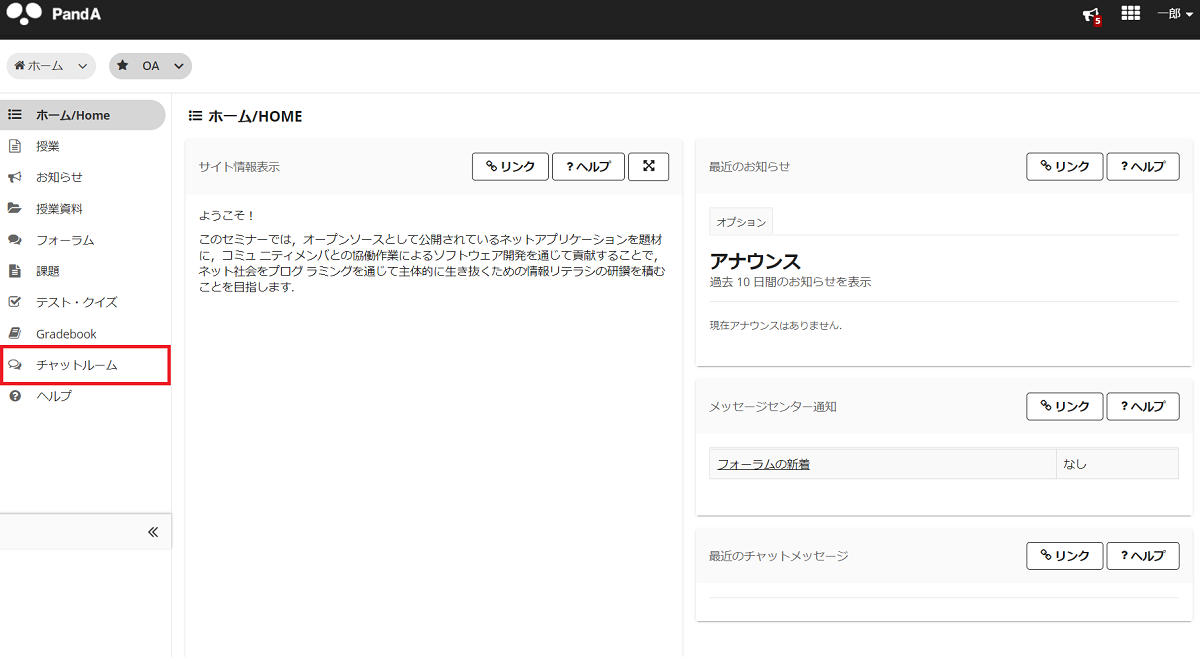 PandA
5
一郎
ホーム
OA
ホーム/Home
授業
お知らせ
授業資料
フォーラム
課題
テスト・クイズ
Gradebook
チャットルーム
ヘルプ
ホーム/HOME
サイト情報表示
リンク
? ヘルプ
ようこそ！
このセミナーでは，オープンソースとして公開されているネットアプリケーションを題材
に，コミュ ニティメンバとの協働作業によるソフトウェア開発を通じて貢献することで，
ネット社会をプログ ラミングを通じて主体的に生き抜くための情報リテラシの研鑚を積む
ことを目指します.
最近のお知らせ
リンク
? ヘルプ
オプション
アナウンス
過去 10 日間のお知らせを表示
現在アナウンスはありません.
メッセージセンター通知
リンク
? ヘルプ
フォーラムの新着
なし
最近のチャットメッセージ
リンク
? ヘルプ